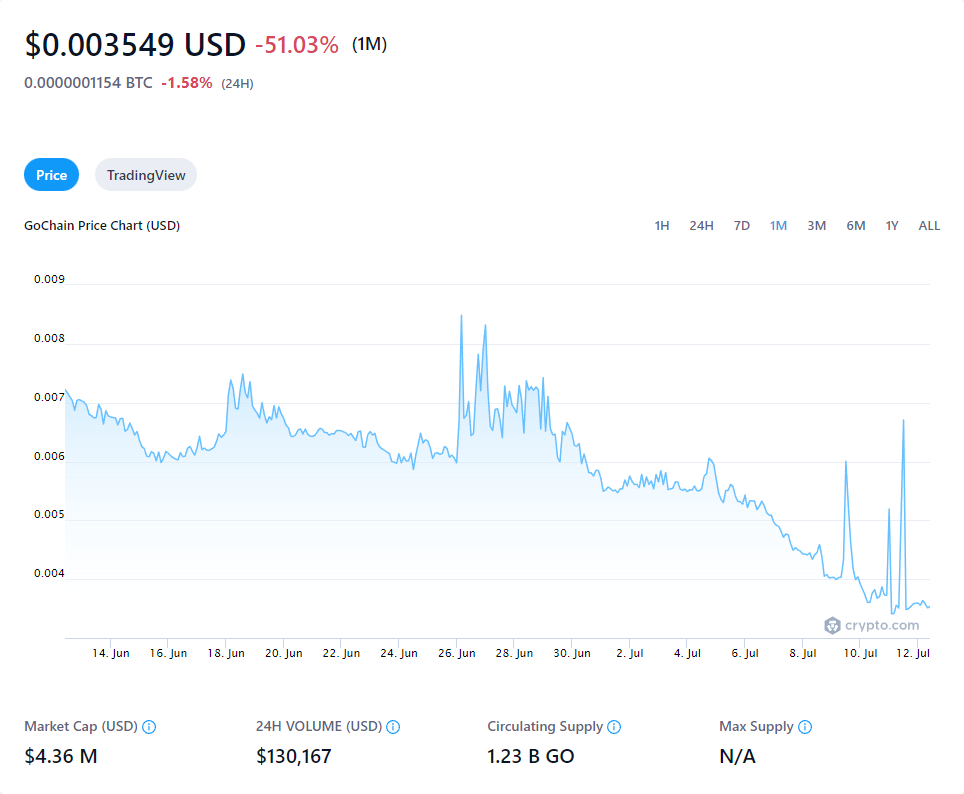 $0.003549 USD -51.03% (1M)
0.0000001154 BTC -1.58% (24H)
Price TradingView
GoChain Price Chart (USD) 1H 24H 7D 1M 3M 6M 1Y ALL
0.009
0.008
0.007
0.006
0.005
0.004
crypto.com
14. Jun 16. Jun 18. Jun 20. Jun 22. Jun 24. Jun 26. Jun 28. Jun 30. Jun 2. Jul 4. Jul 6. Jul 8. Jul 10. Jul 12. Jul
Market Cap (USD) 24H VOLUME (USD) Circulating Supply Max Supply
$4.36 M $130,167 1.23 B GO N/A